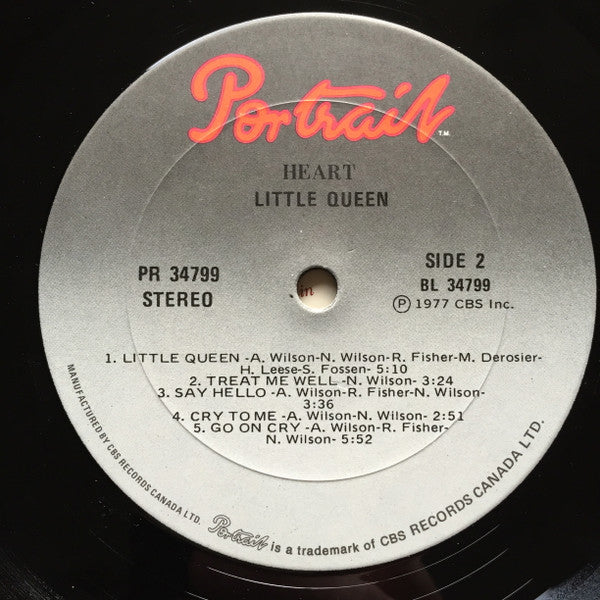 Portrait T.M.
HEART
LITTLE QUEEN
PR 34799
STEREO
SIDE 2
BL 34799
Ⓟ 1977 CBS Inc.
in
1. LITTLE QUEEN -A. Wilson-N. Wilson-R. Fisher-M. Derosier-
H. Leese-S. Fossen- 5:10
2. TREAT ME WELL -N. Wilson- 3:24
3. SAY HELLO -A. Wilson-R. Fisher-N. Wilson-
3:36
4. CRY TO ME -A. Wilson-N. Wilson- 2:51
5. GO ON CRY -A. Wilson-R. Fisher-
N. Wilson- 5:52
MANUFACTURED BY CBS RECORDS CANADA LTD. Portrait is a trademark of CBS RECORDS CANADA LTD.